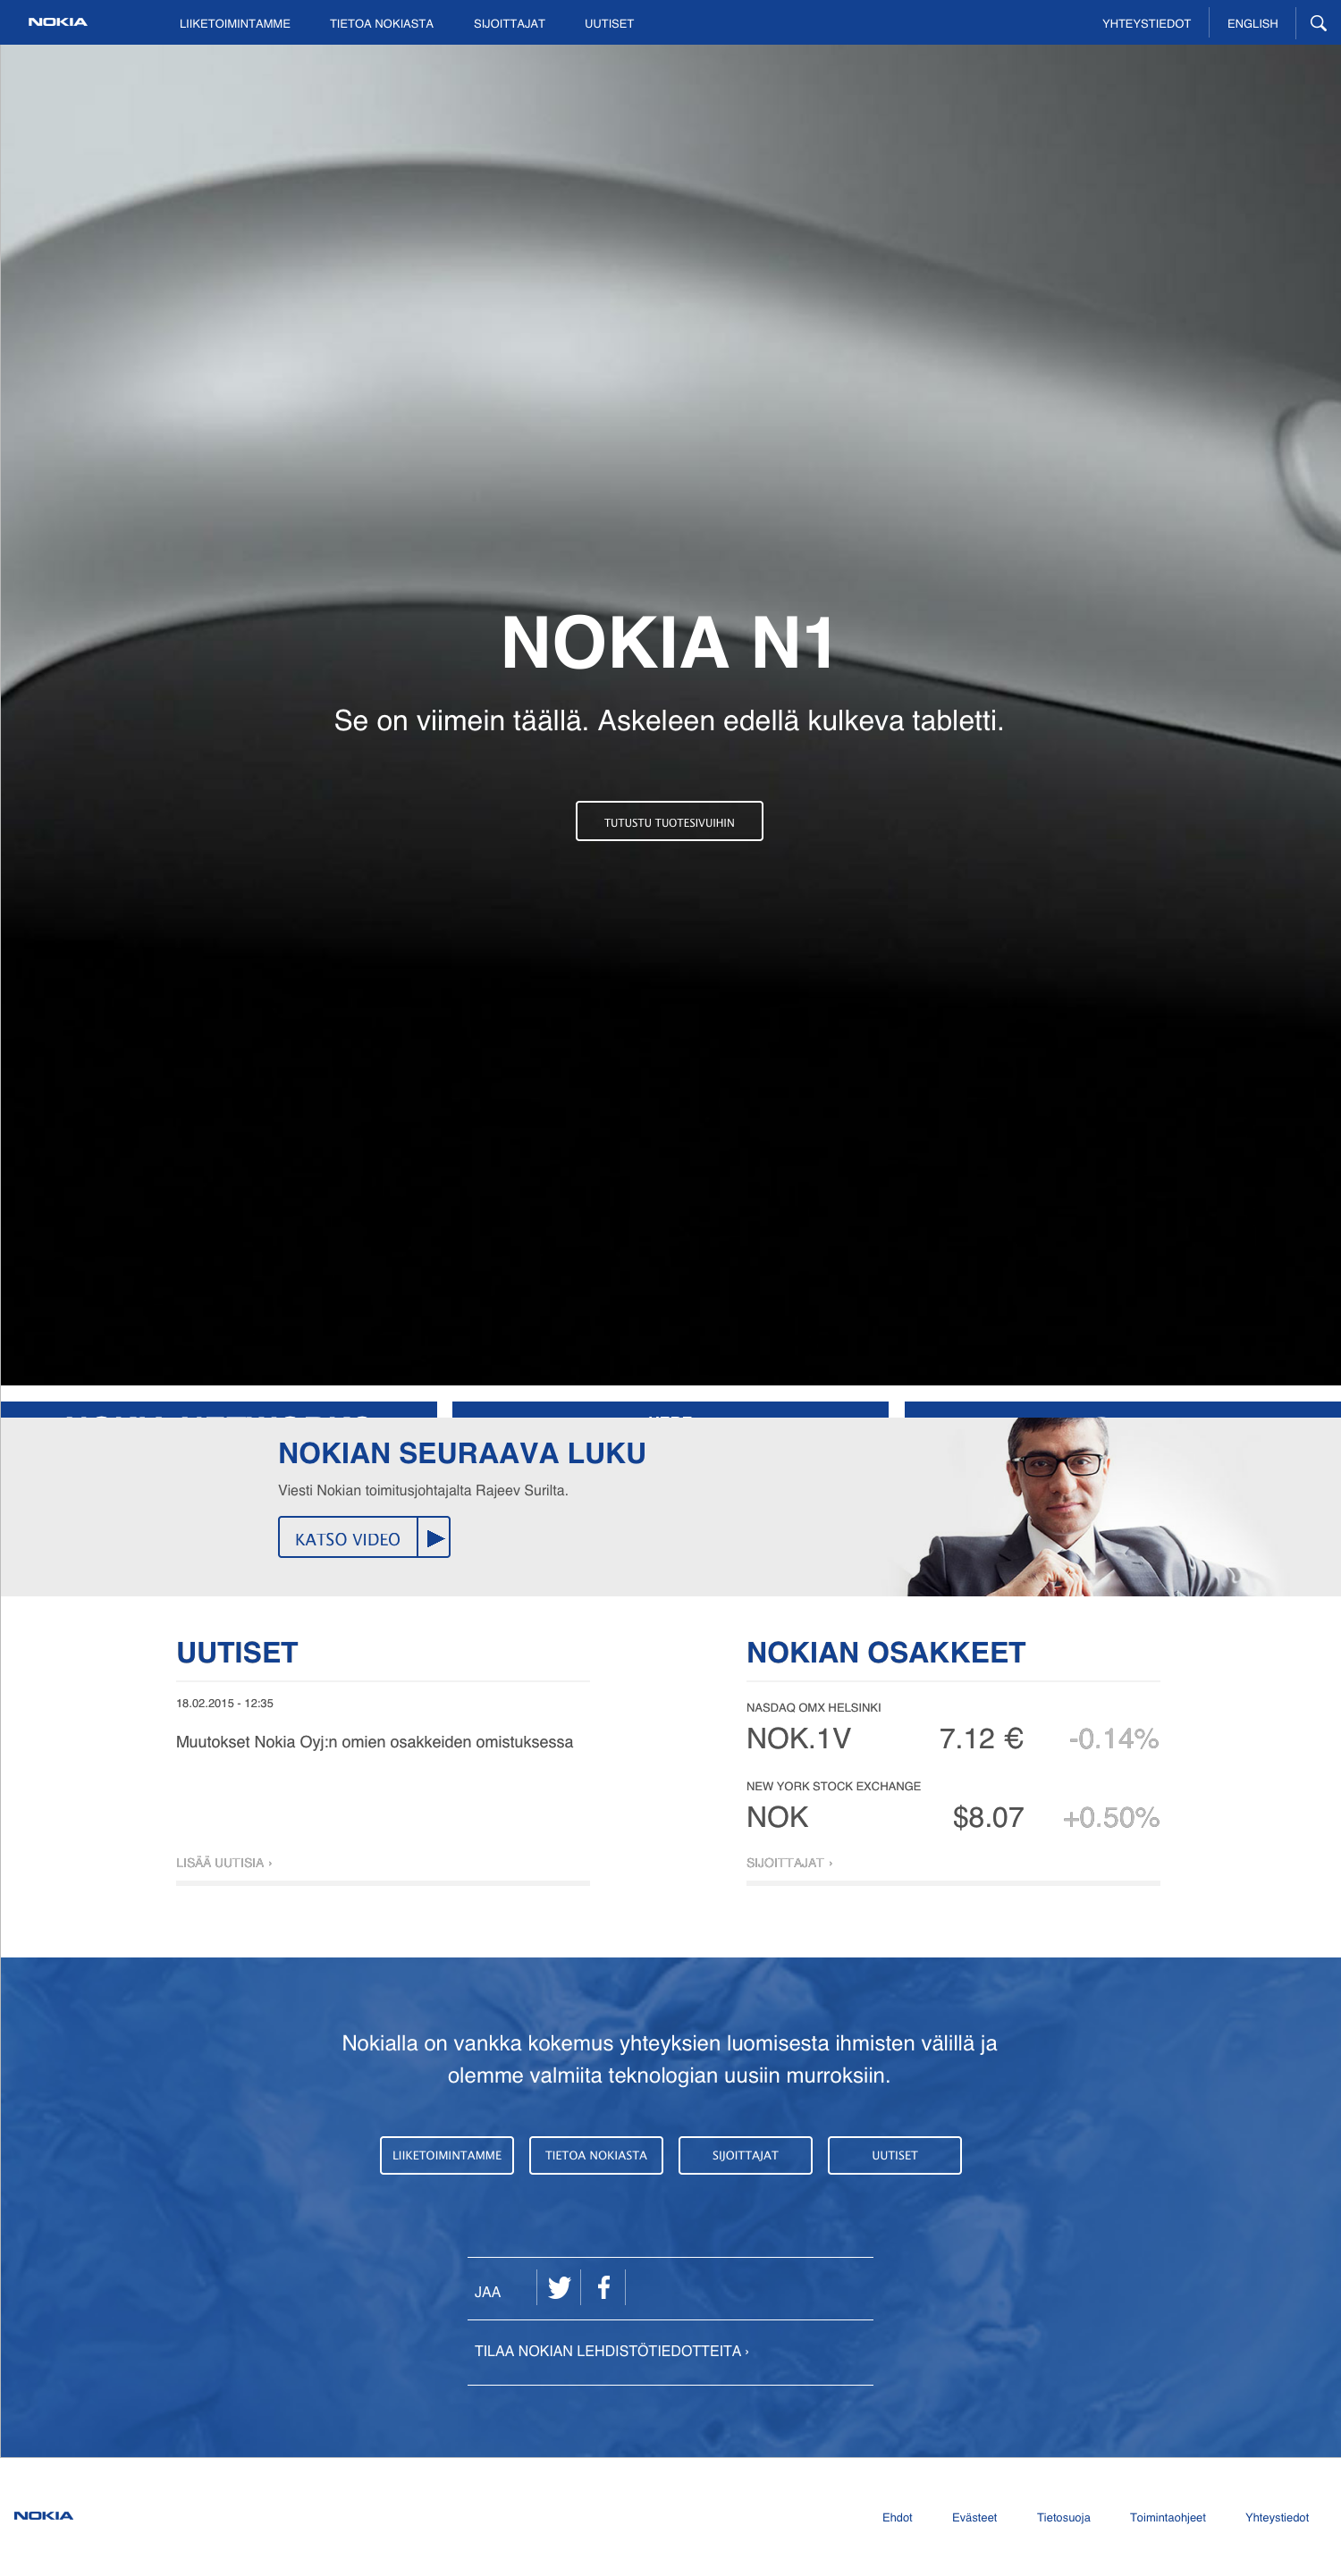 NOKIA
LIIKETOIMINTAMME
TIETOA NOKIASTA
SIJOITTAJAT
UUTISET
YHTEYSTIEDOT
ENGLISH
NOKIA N1
Se on viimein täällä. Askeleen edellä kulkeva tabletti.
TUTUSTU TUOTESIVUIHIN
NOKIAN SEURAAVA LUKU
Viesti Nokian toimitusjohtajalta Rajeev Surilta.
KATSO VIDEO
UUTISET
18.02.2015 - 12:35
Muutokset Nokia Oyj:n omien osakkeiden omistuksessa
LISÄÄ UUTISIA ›
NOKIAN OSAKKEET
NASDAQ OMX HELSINKI
NOK.1V 7.12 € -0.14%
NEW YORK STOCK EXCHANGE
NOK $8.07 +0.50%
SIJOITTAJAT ›
Nokialla on vankka kokemus yhteyksien luomisesta ihmisten välillä ja
olemme valmiita teknologian uusiin murroksiin.
LIIKETOIMINTAMME
TIETOA NOKIASTA
SIJOITTAJAT
UUTISET
JAA
TILAA NOKIAN LEHDISTÖTIEDOTTEITA ›
NOKIA
Ehdot
Evästeet
Tietosuoja
Toimintaohjeet
Yhteystiedot